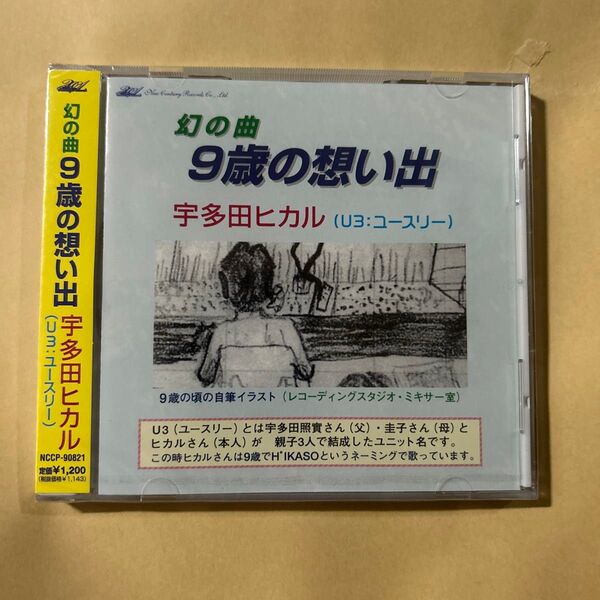 New Century Records Co., Ltd.
幻の曲
9歳の想い出
宇多田ヒカル (U3:ユースリー)
9歳の頃の自筆イラスト (レコーディングスタジオ・ミキサー室)
U3 (ユースリー) とは宇多田照實さん (父)・圭子さん (母) と
ヒカルさん (本人) が 親子3人で結成したユニット名です。
この時ヒカルさんは9歳でH"IKASOというネーミングで歌っています。
幻の曲 9歳の想い出 宇多田ヒカル
(U3:ユースリー)
NCCP-90821
定価¥1,200
(税抜価格¥1,143)